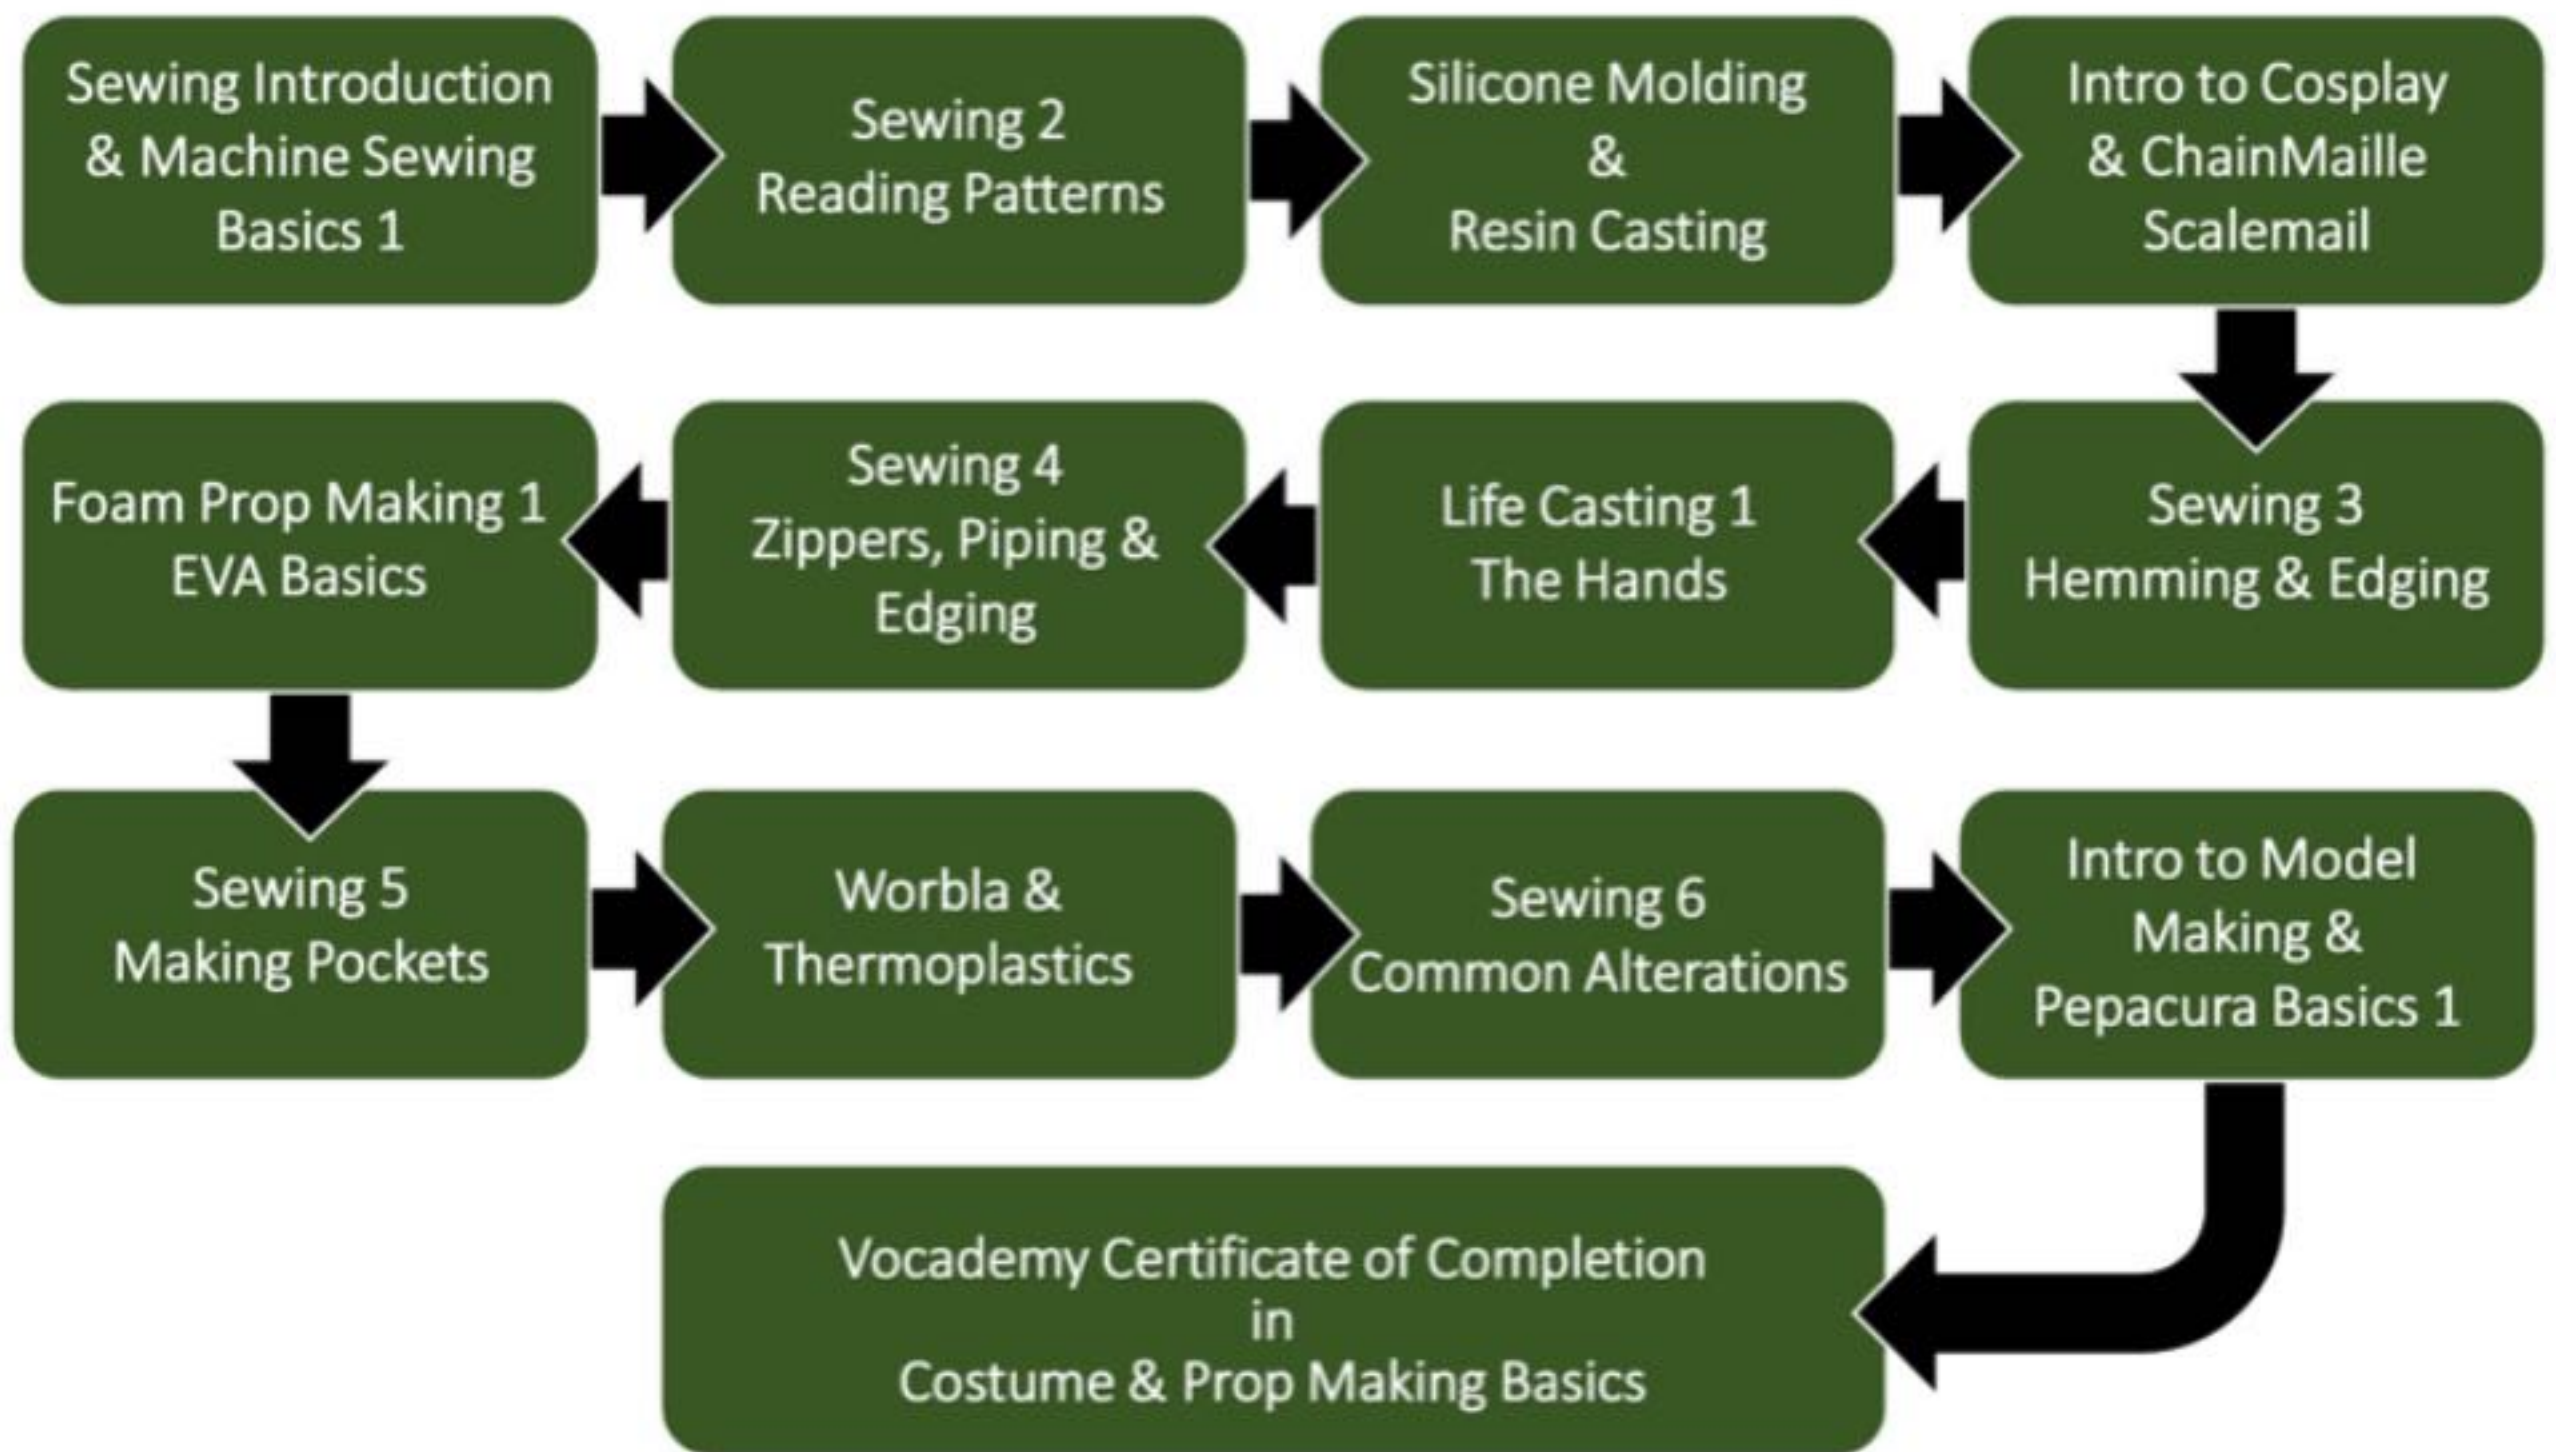 Sewing Introduction
& Machine Sewing
Basics 1
Sewing 2
Reading Patterns
Silicone Molding
&
Resin Casting
Intro to Cosplay
& ChainMaille
Scalemail
Sewing 3
Hemming & Edging
Life Casting 1
The Hands
Sewing 4
Zippers, Piping &
Edging
Foam Prop Making 1
EVA Basics
Sewing 5
Making Pockets
Worbla &
Thermoplastics
Sewing 6
Common Alterations
Intro to Model
Making &
Pepacura Basics 1
Vocademy Certificate of Completion
in
Costume & Prop Making Basics